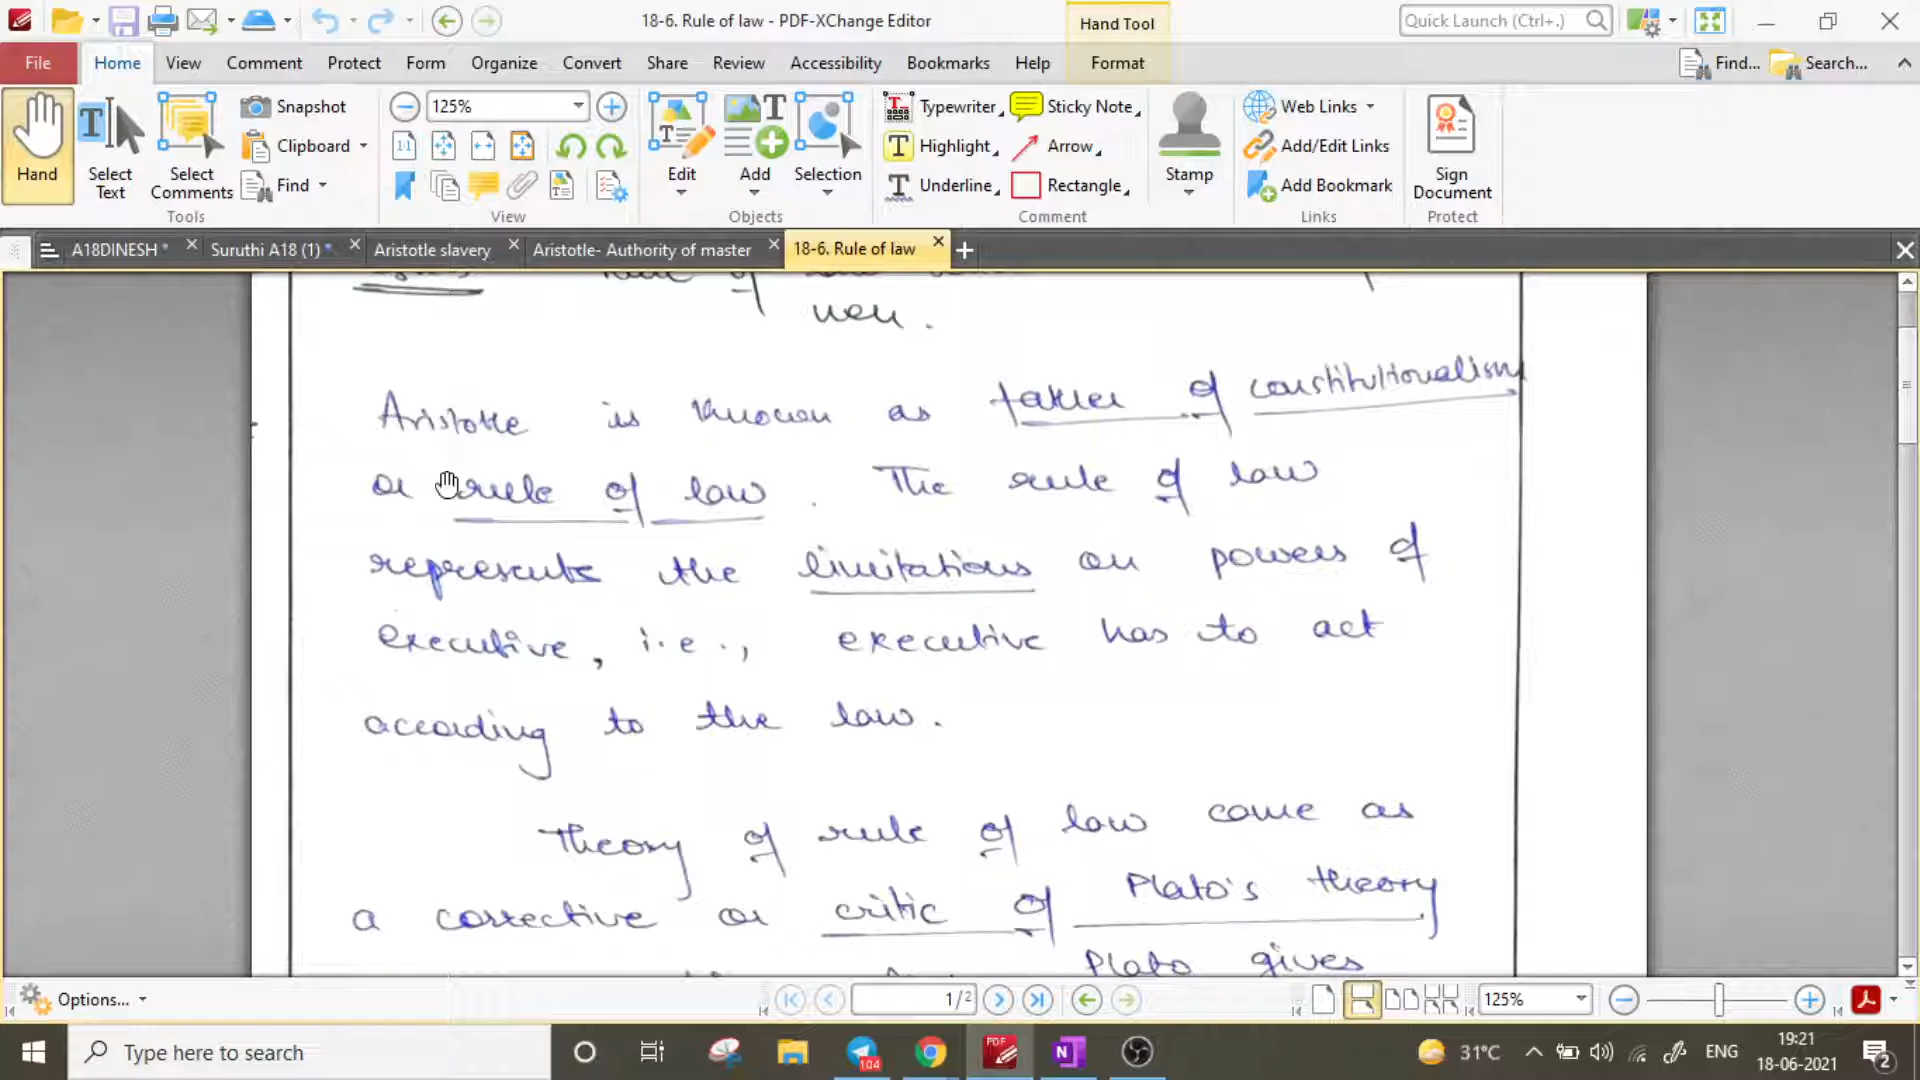 18-6. Rule of law - PDF-XChange Editor
Hand Tool
Quick Launch (Ctrl+.)
File Home View Comment Protect Form Organize Convert Share Review Accessibility Bookmarks Help Format Find... Search...
Hand
Select Text
Select Comments
Snapshot
Clipboard
Find
Tools
125%
View
Edit
Add
Selection
Objects
Typewriter
Sticky Note
Highlight
Arrow
Underline
Rectangle
Comment
Stamp
Web Links
Add/Edit Links
Add Bookmark
Links
Sign Document
Protect
A18DINESH * Suruthi A18 (1) * Aristotle slavery Aristotle- Authority of master 18-6. Rule of law
of
men.
Aristotle is known as father of constitutionalism
or rule of law. The rule of law
represents the limitations on powers of
executive, i.e., executive has to act
according to the law.
Theory of rule of law came as
a corrective or critic of Plato's theory
Plato gives
Options...
1/2
125%
Type here to search
104
31°C
ENG
19:21
18-06-2021
2